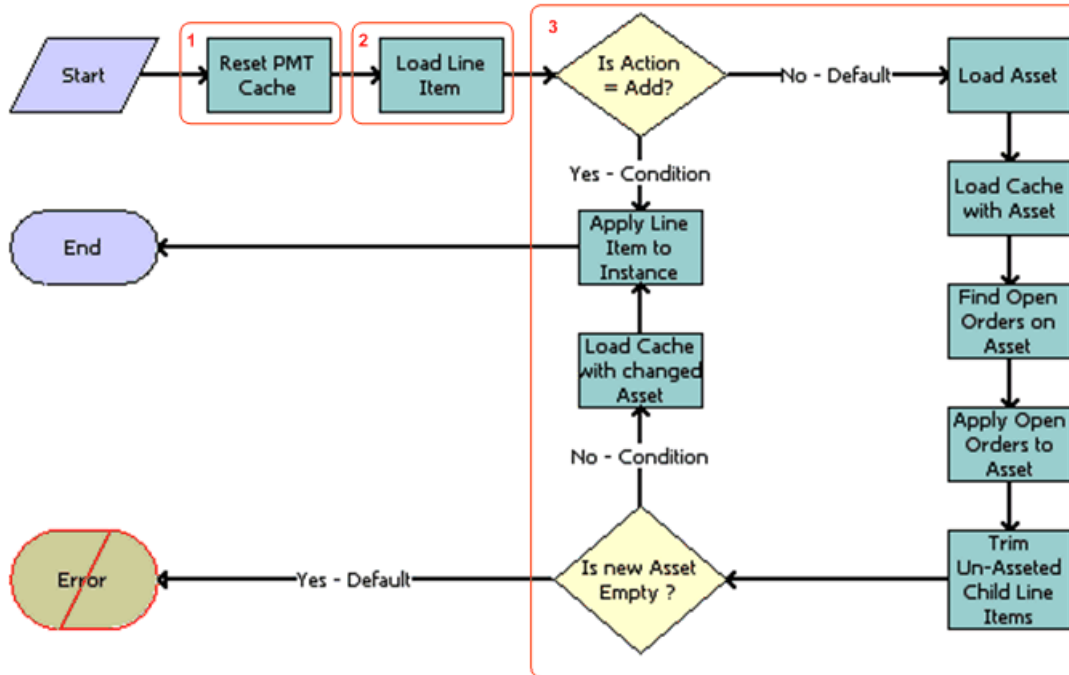 1
2
3
Start
Reset PMT
Cache
Load Line
Item
Is Action
= Add?
No - Default
Load Asset
Yes - Condition
Load Cache
with Asset
End
Apply Line
Item to
Instance
Find Open
Orders on
Asset
Load Cache
with changed
Asset
Apply Open
Orders to
Asset
No - Condition
Error
Yes - Default
Is new Asset
Empty ?
Trim
Un-Asseted
Child Line
Items